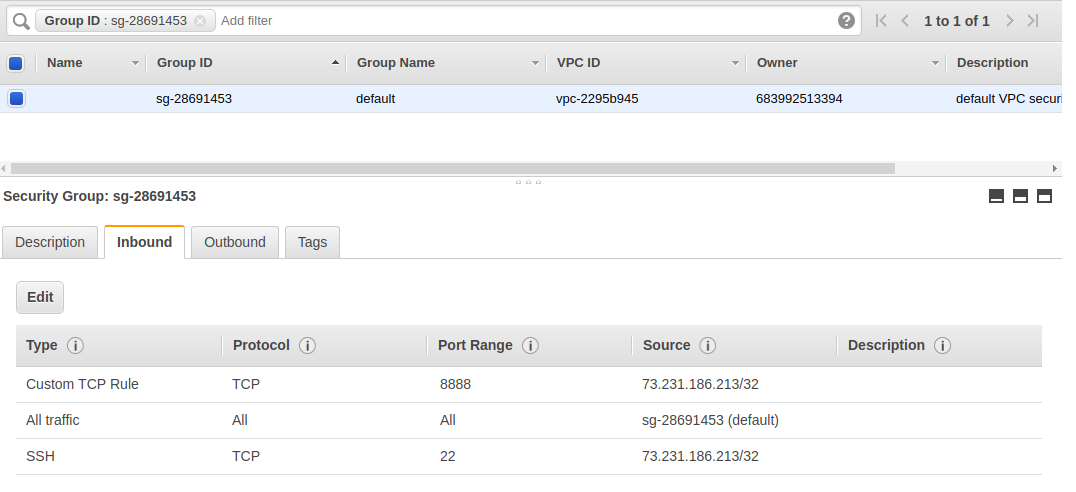 Group ID : sg-28691453 Add filter 1 to 1 of 1
Name Group ID Group Name VPC ID Owner Description
sg-28691453 default vpc-2295b945 683992513394 default VPC securi
Security Group: sg-28691453
Description Inbound Outbound Tags
Edit
Type Protocol Port Range Source Description
Custom TCP Rule TCP 8888 73.231.186.213/32
All traffic All All sg-28691453 (default)
SSH TCP 22 73.231.186.213/32